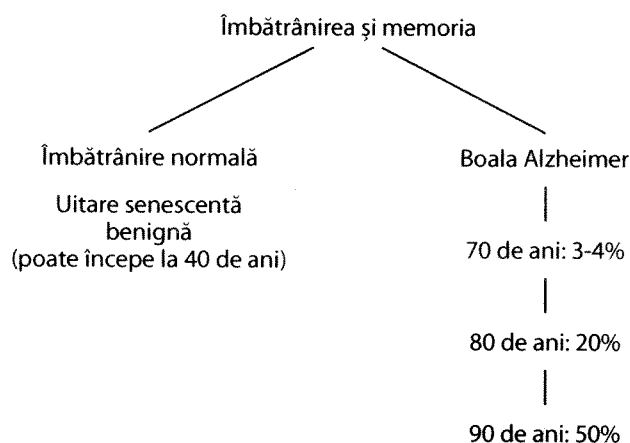 Îmbătrânirea și memoria
Îmbătrânire normală
Uitare senescentă
benignă
(poate începe la 40 de ani)
Boala Alzheimer
70 de ani: 3-4%
80 de ani: 20%
90 de ani: 50%